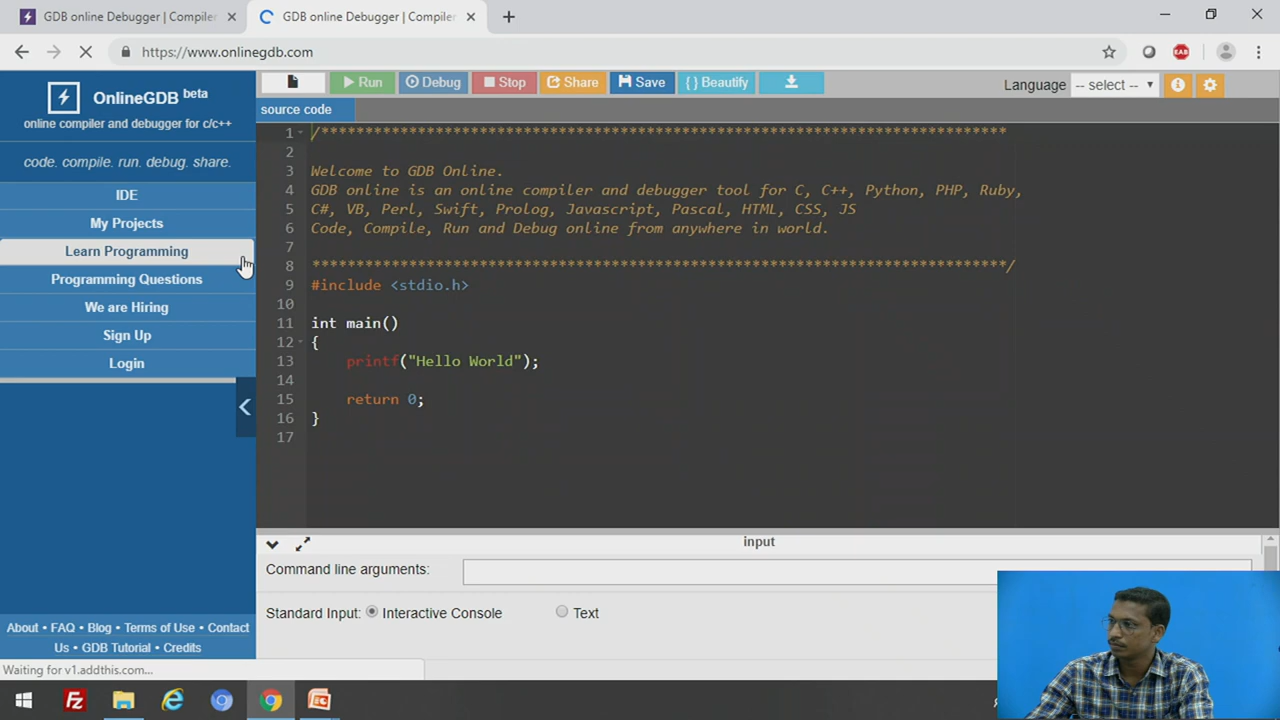 GDB online Debugger | Compiler
GDB online Debugger | Compiler
https://www.onlinegdb.com
EAB
OnlineGDB beta
online compiler and debugger for c/c++
code. compile. run. debug. share.
IDE
My Projects
Learn Programming
Programming Questions
We are Hiring
Sign Up
Login
About • FAQ • Blog • Terms of Use • Contact
Us • GDB Tutorial • Credits
Waiting for v1.addthis.com...
Run Debug Stop Share Save { } Beautify
Language -- select --
source code
1 /******************************************************************************
2
3 Welcome to GDB Online.
4 GDB online is an online compiler and debugger tool for C, C++, Python, PHP, Ruby,
5 C#, VB, Perl, Swift, Prolog, Javascript, Pascal, HTML, CSS, JS
6 Code, Compile, Run and Debug online from anywhere in world.
7
8 *******************************************************************************/
9 #include <stdio.h>
10
11 int main()
12 {
13 printf("Hello World");
14
15 return 0;
16 }
17
input
Command line arguments:
Standard Input: Interactive Console Text